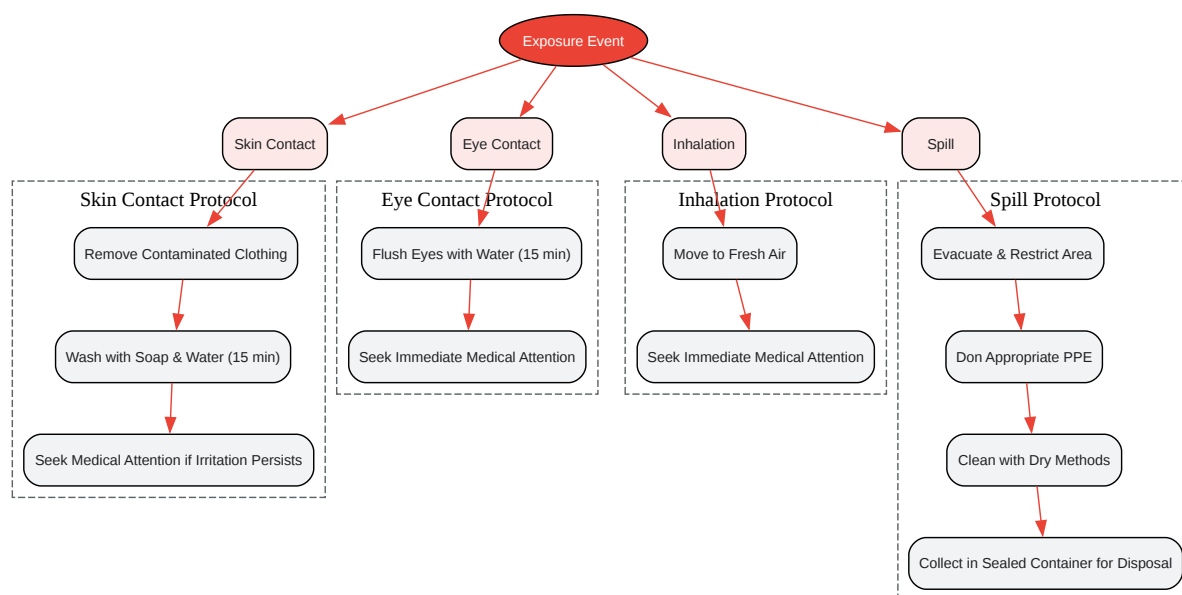 Exposure Event
Skin Contact
Eye Contact
Inhalation
Spill
Skin Contact Protocol
Remove Contaminated Clothing
Wash with Soap & Water (15 min)
Seek Medical Attention if Irritation Persists
Eye Contact Protocol
Flush Eyes with Water (15 min)
Seek Immediate Medical Attention
Inhalation Protocol
Move to Fresh Air
Seek Immediate Medical Attention
Spill Protocol
Evacuate & Restrict Area
Don Appropriate PPE
Clean with Dry Methods
Collect in Sealed Container for Disposal